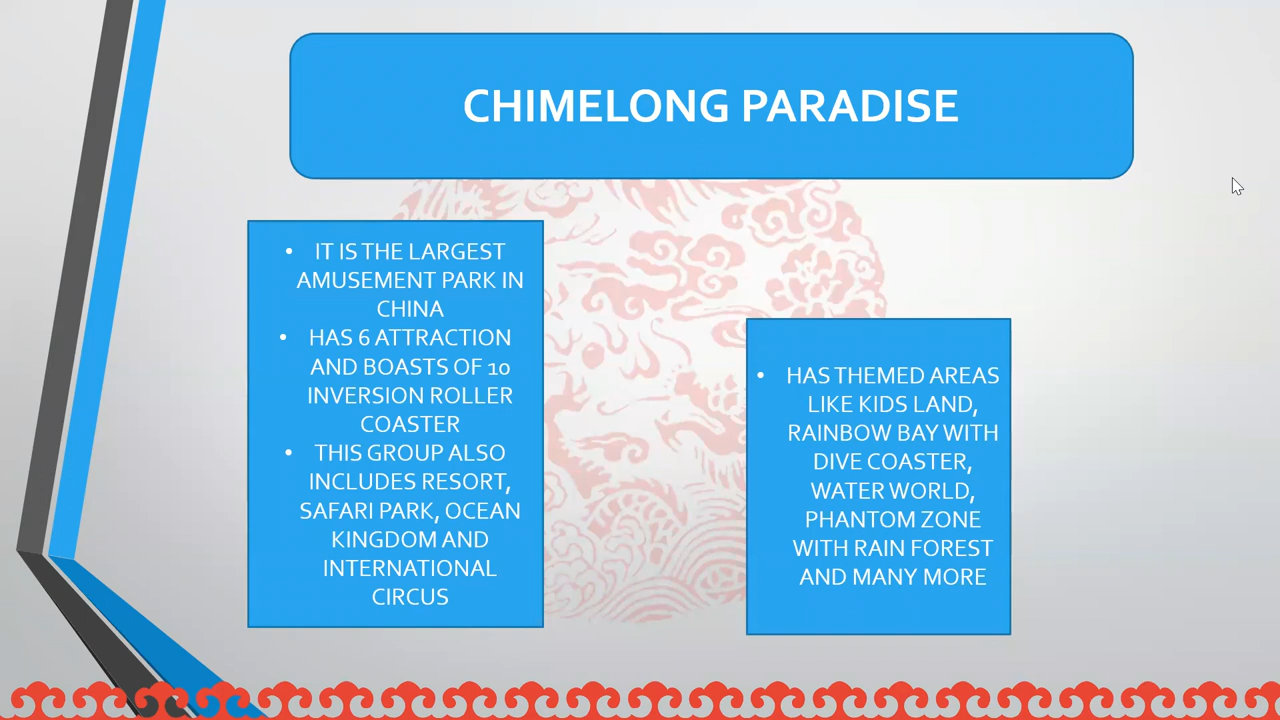 CHIMELONG PARADISE
• IT IS THE LARGEST
AMUSEMENT PARK IN
CHINA
• HAS 6 ATTRACTION
AND BOASTS OF 10
INVERSION ROLLER
COASTER
• THIS GROUP ALSO
INCLUDES RESORT,
SAFARI PARK, OCEAN
KINGDOM AND
INTERNATIONAL
CIRCUS
• HAS THEMED AREAS
LIKE KIDS LAND,
RAINBOW BAY WITH
DIVE COASTER,
WATER WORLD,
PHANTOM ZONE
WITH RAIN FOREST
AND MANY MORE